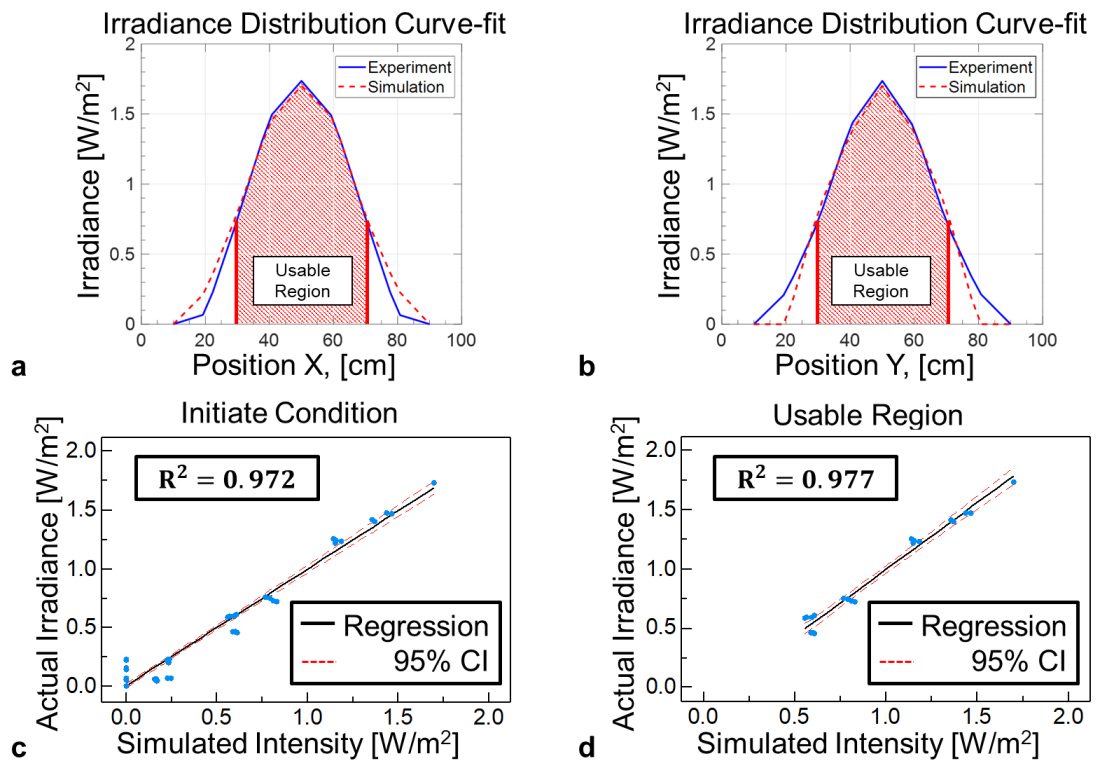 Irradiance Distribution Curve-fit
Irradiance [W/m²]
2
1.5
1
0.5
0
Experiment
Simulation
Usable
Region
0
20
40
60
80
100
Position X, [cm]
a
Irradiance Distribution Curve-fit
Irradiance [W/m²]
2
1.5
1
0.5
0
Experiment
Simulation
Usable
Region
0
20
40
60
80
100
Position Y, [cm]
b
Initiate Condition
Actual Irradiance [W/m²]
2.0
1.5
1.0
0.5
0.0
R² = 0.972
Regression
95% CI
0.0
0.5
1.0
1.5
2.0
Simulated Intensity [W/m²]
c
Usable Region
Actual Irradiance [W/m²]
2.0
1.5
1.0
0.5
0.0
R² = 0.977
Regression
95% CI
0.0
0.5
1.0
1.5
2.0
Simulated Intensity [W/m²]
d